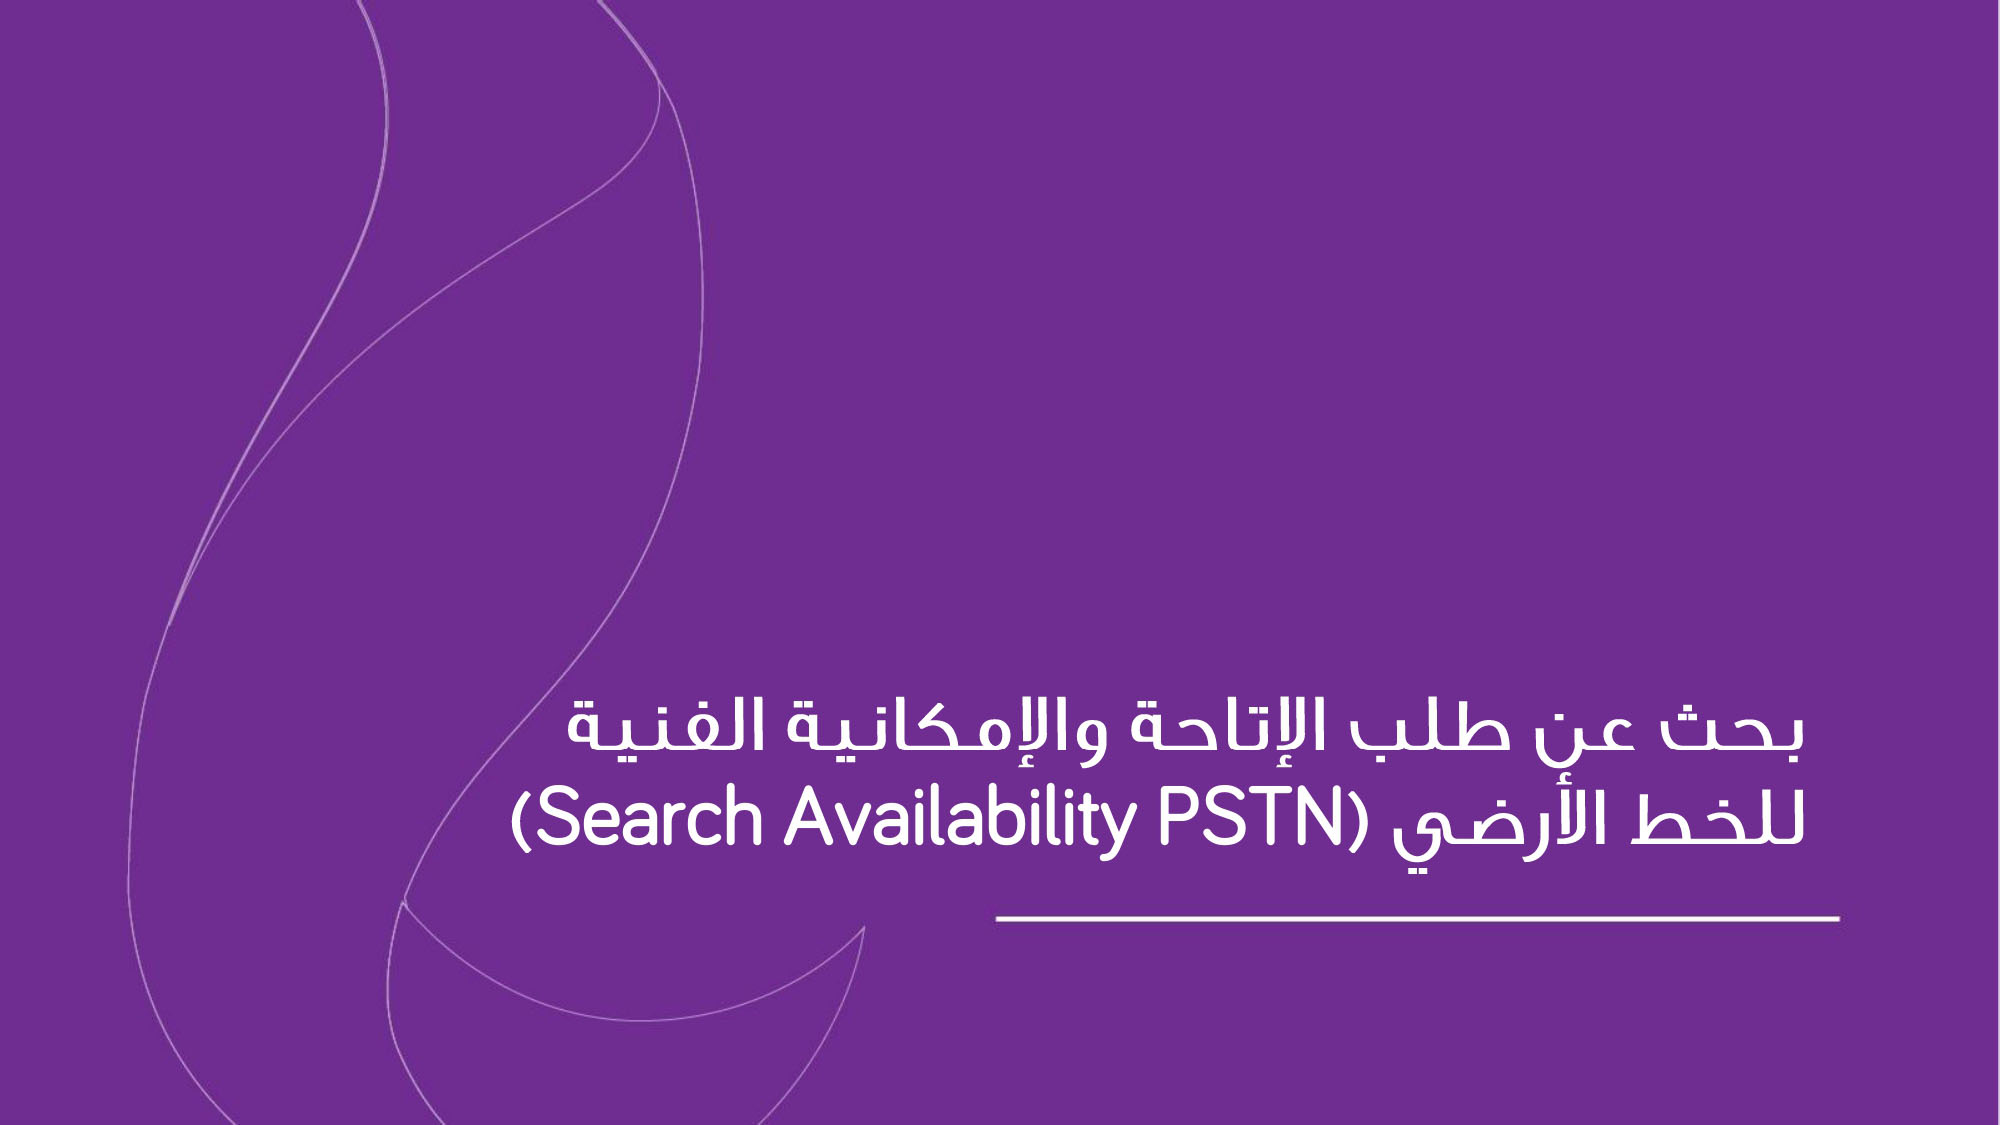 بحث عن طلب الإتاحة والإمكانية الفنية
للخط الأرضي (Search Availability PSTN)